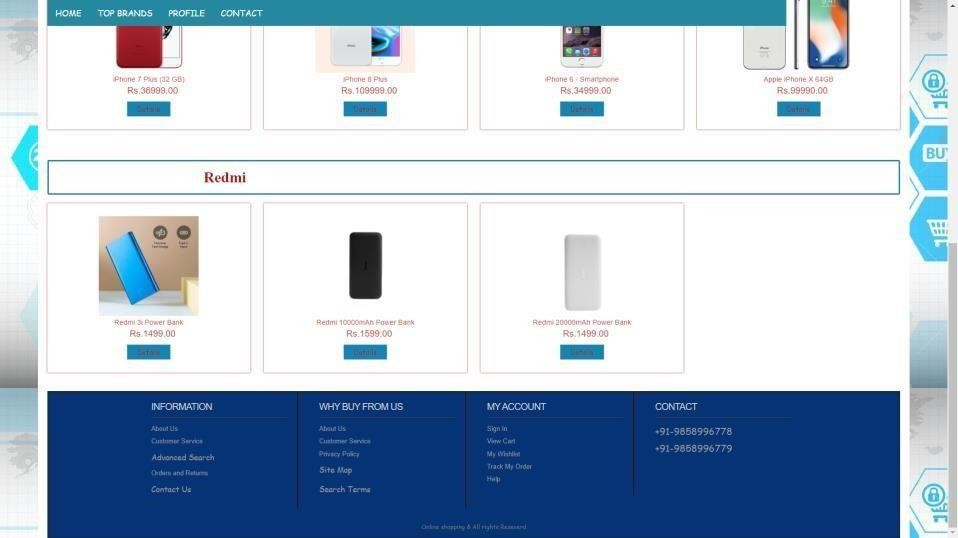 HOME TOP BRANDS PROFILE CONTACT
iPhone 7 Plus (32 GB) iPhone 8 Plus iPhone 6 - Smartphone Apple iPhone X 64GB
Rs.36999.00 Rs.109999.00 Rs.34999.00 Rs.99990.00
Details Details Details Details
BUY
Redmi
Redmi 3i Power Bank Redmi 10000mAh Power Bank Redmi 20000mAh Power Bank
Rs.1499.00 Rs.1599.00 Rs.1499.00
Details Details Details
INFORMATION WHY BUY FROM US MY ACCOUNT CONTACT
About Us About Us Sign In +91-9858996778
Customer Service Customer Service View Cart +91-9858996779
Advanced Search Privacy Policy My Wishlist
Orders and Returns Site Map Track My Order
Contact Us Search Terms Help
Online shopping & All rights Reseverd